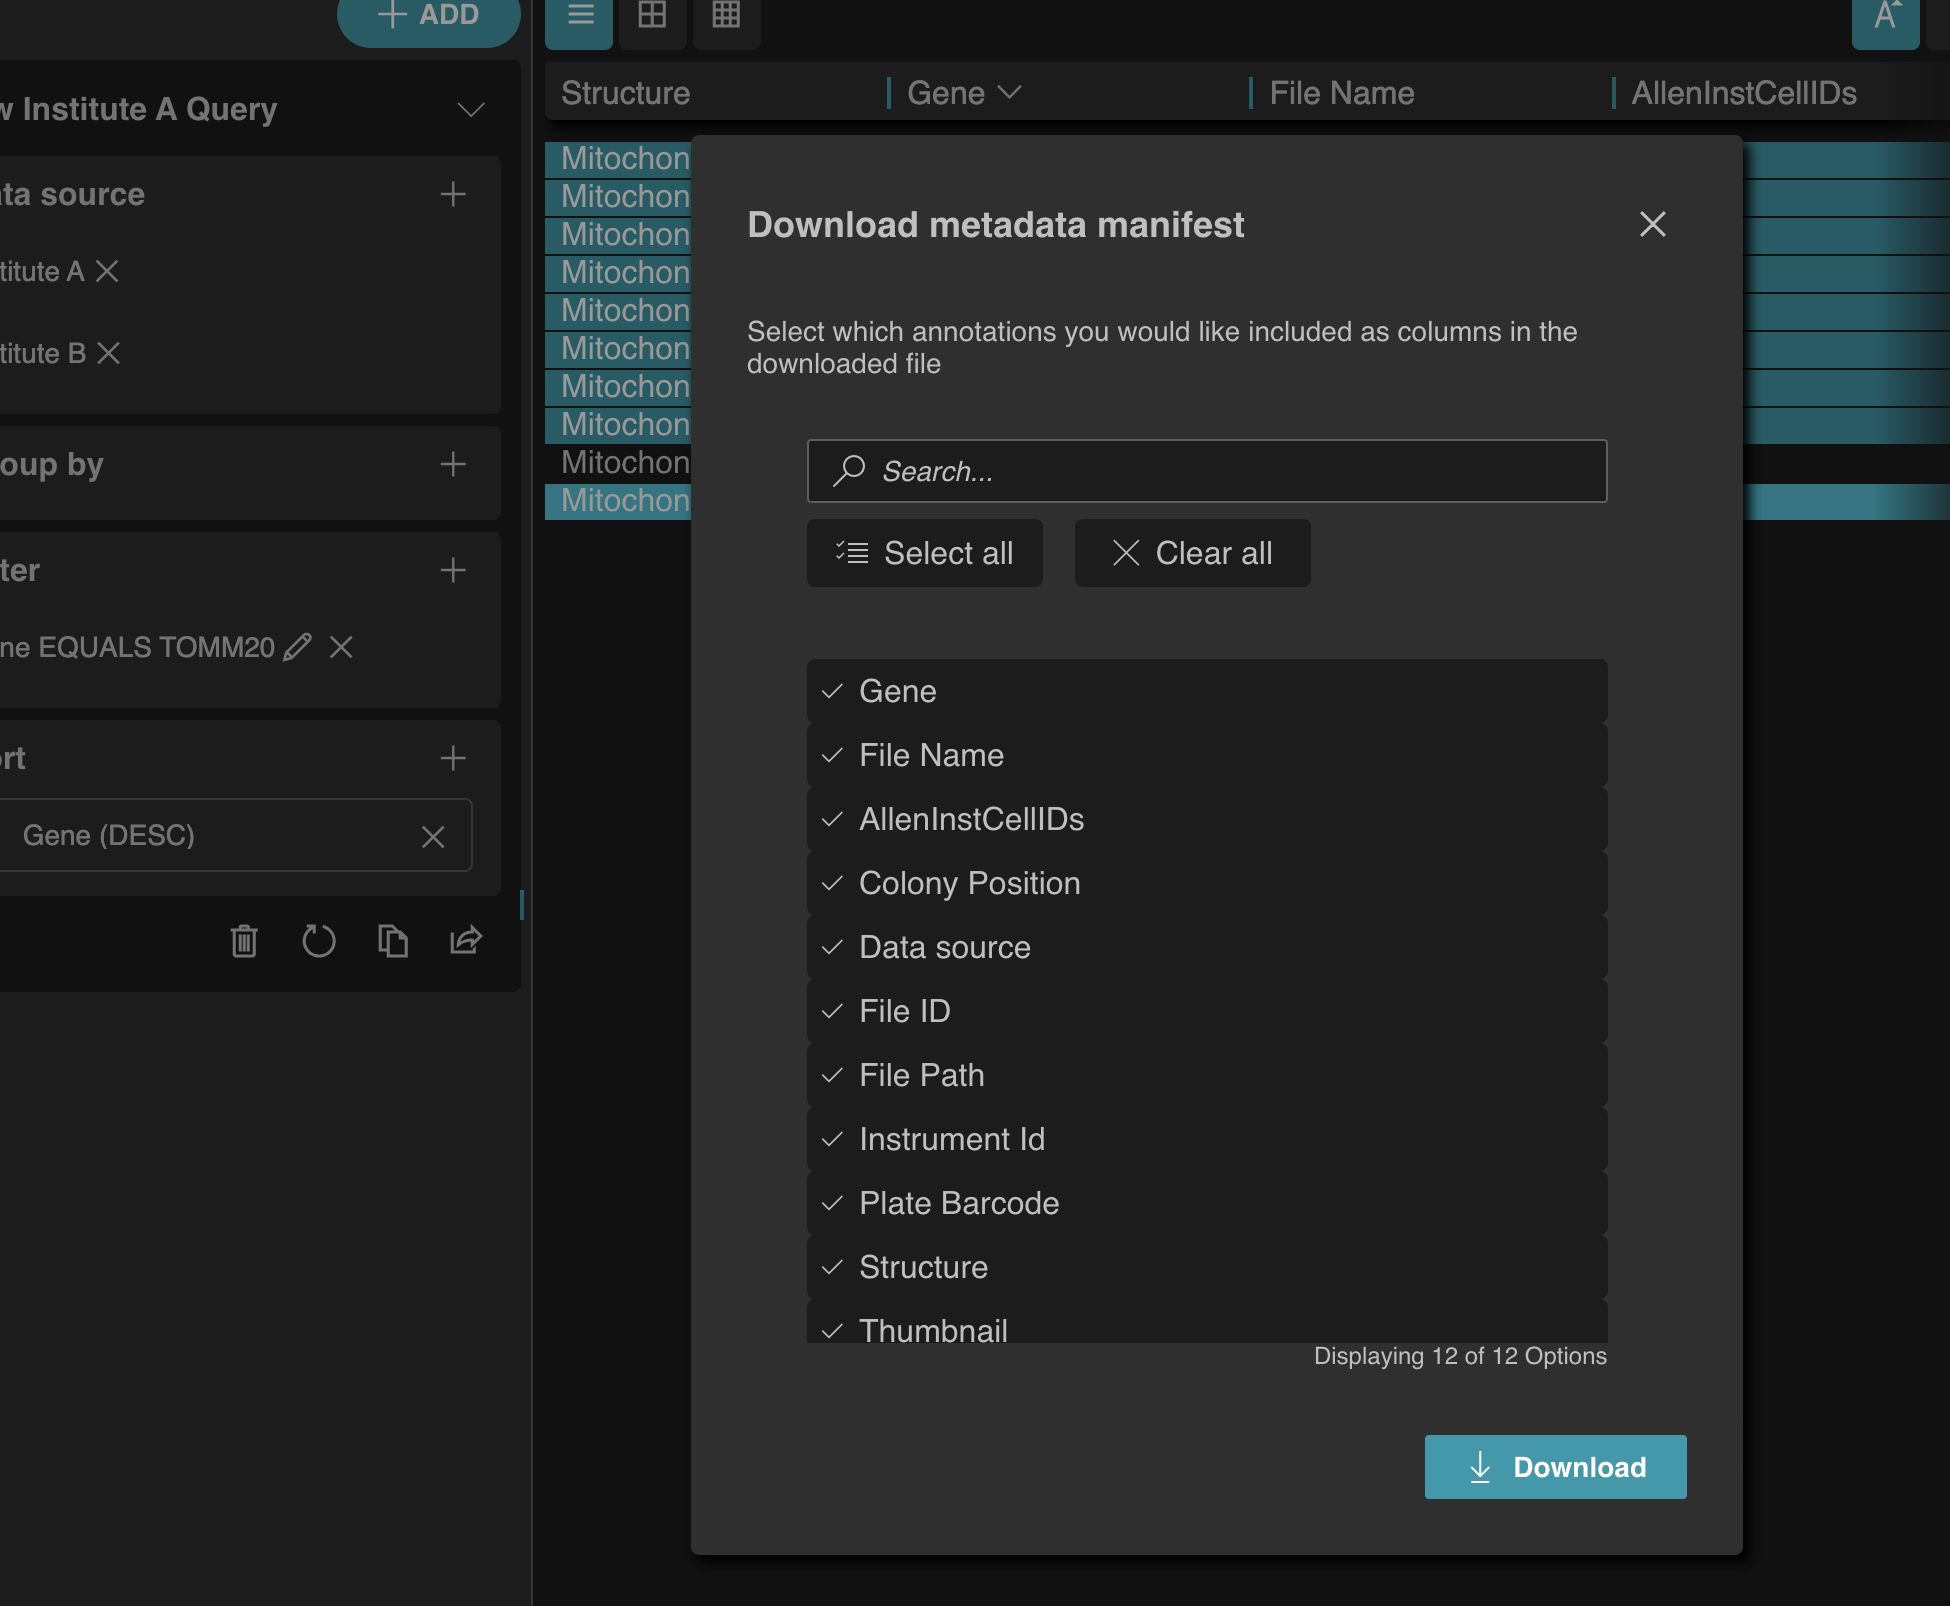 ADD
w Institute A Query
ta source
titute A
titute B
oup by
ter
ne EQUALS TOMM20
rt
Gene (DESC)
A
Structure
Gene
File Name
AllenInstCellIDs
Mitochon
Mitochon
Mitochon
Mitochon
Mitochon
Mitochon
Mitochon
Mitochon
Mitochon
Mitochon
Download metadata manifest
Select which annotations you would like included as columns in the
downloaded file
Search...
Select all
Clear all
Gene
File Name
AllenInstCellIDs
Colony Position
Data source
File ID
File Path
Instrument Id
Plate Barcode
Structure
Thumbnail
Displaying 12 of 12 Options
Download